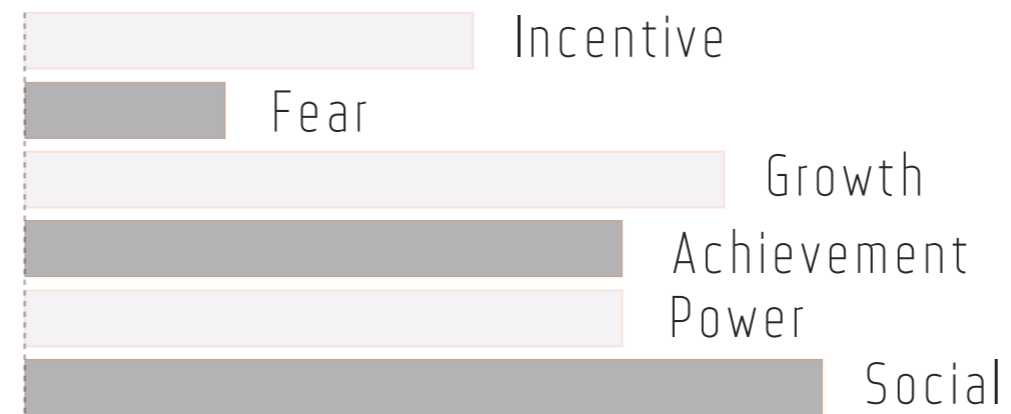 Incentive
Fear
Growth
Achievement
Power
Social